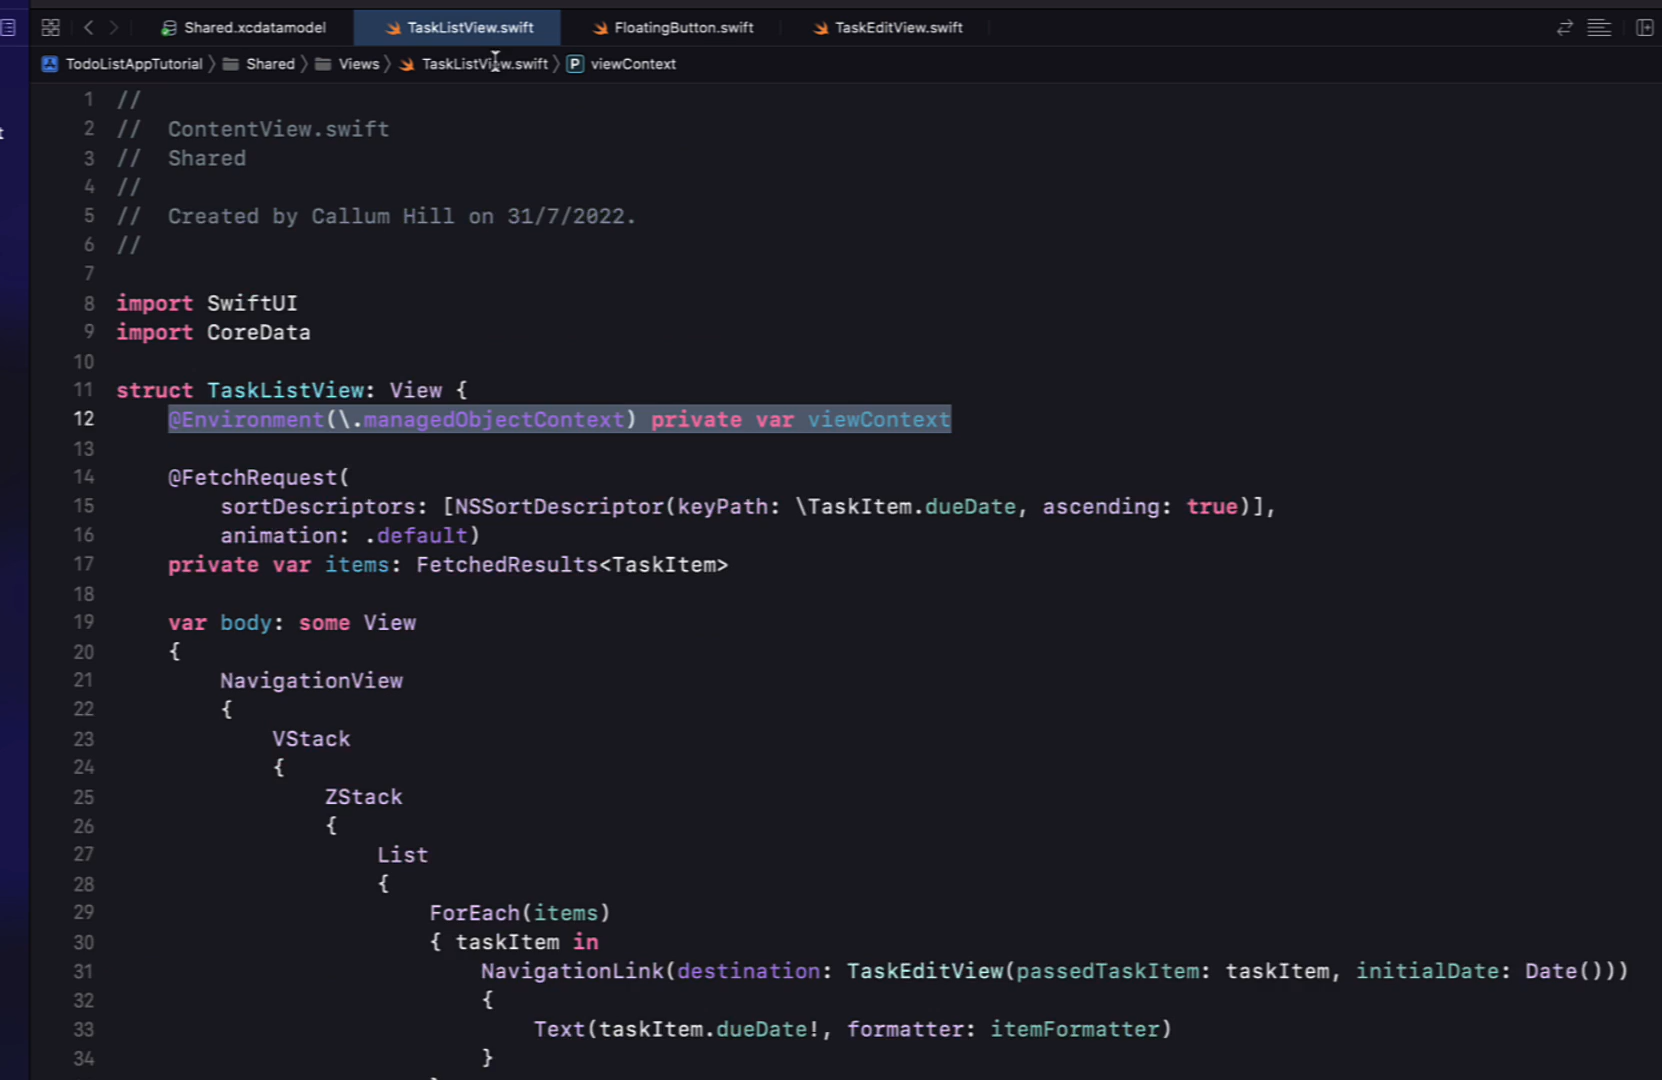 Shared.xcdatamodel TaskListView.swift FloatingButton.swift TaskEditView.swift
TodoListAppTutorial Shared Views TaskListView.swift P viewContext
1 //
2 //  ContentView.swift
3 //  Shared
4 //
5 //  Created by Callum Hill on 31/7/2022.
6 //
7
8 import SwiftUI
9 import CoreData
10
11 struct TaskListView: View {
12     @Environment(\.managedObjectContext) private var viewContext
13
14     @FetchRequest(
15         sortDescriptors: [NSSortDescriptor(keyPath: \TaskItem.dueDate, ascending: true)],
16         animation: .default)
17     private var items: FetchedResults<TaskItem>
18
19     var body: some View
20     {
21         NavigationView
22         {
23             VStack
24             {
25                 ZStack
26                 {
27                     List
28                     {
29                         ForEach(items)
30                         { taskItem in
31                             NavigationLink(destination: TaskEditView(passedTaskItem: taskItem, initialDate: Date()))
32                             {
33                                 Text(taskItem.dueDate!, formatter: itemFormatter)
34                             }